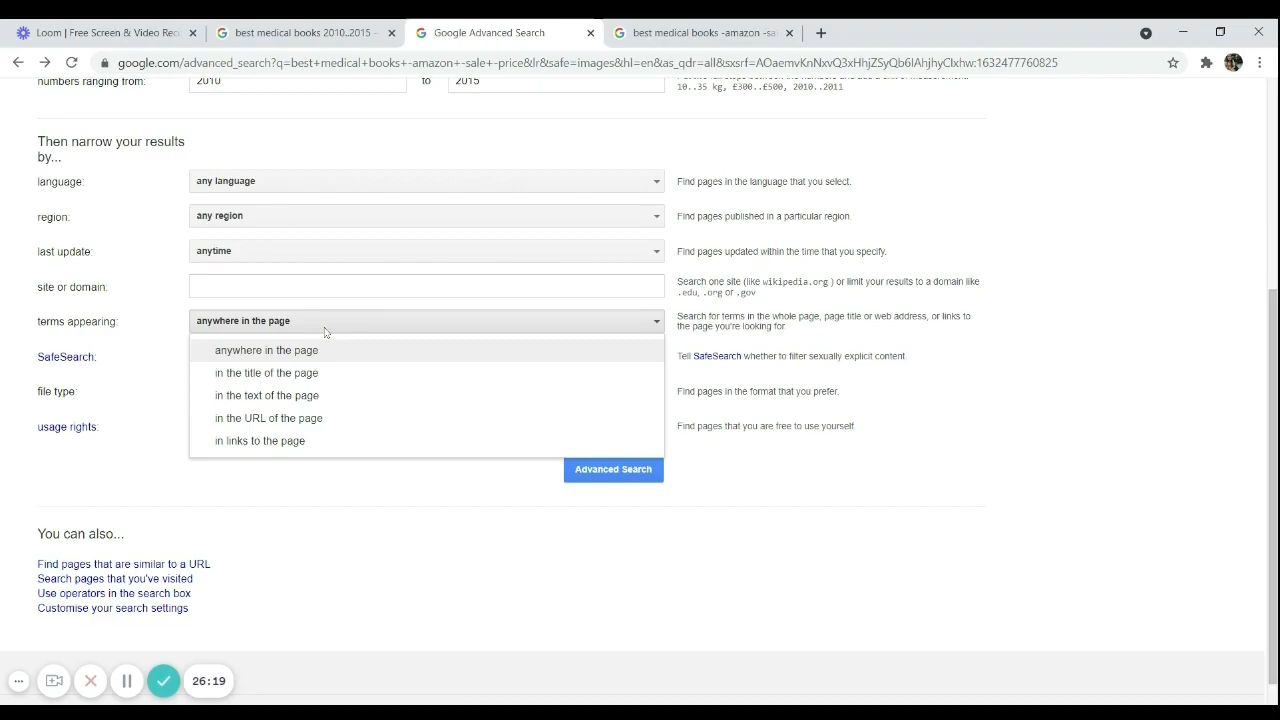 Loom | Free Screen & Video Rec
best medical books 2010..2015 -
Google Advanced Search
best medical books -amazon -sa
google.com/advanced_search?q=best+medical+books+-amazon+-sale+-price&lr&safe=images&hl=en&as_qdr=all&sxsrf=AOaemvKnNxvQ3xHhjZSyQb6IAhjhyClxhw:1632477760825
numbers ranging from:
2010
to
2015
10..35 kg, £300..£500, 2010..2011
Then narrow your results
by...
language:
any language
Find pages in the language that you select.
region:
any region
Find pages published in a particular region.
last update:
anytime
Find pages updated within the time that you specify.
site or domain:
Search one site (like wikipedia.org ) or limit your results to a domain like
.edu, .org or .gov
terms appearing:
anywhere in the page
Search for terms in the whole page, page title or web address, or links to
the page you're looking for.
anywhere in the page
in the title of the page
in the text of the page
in the URL of the page
in links to the page
SafeSearch:
Tell SafeSearch whether to filter sexually explicit content.
file type:
Find pages in the format that you prefer.
usage rights:
Find pages that you are free to use yourself.
Advanced Search
You can also...
Find pages that are similar to a URL
Search pages that you've visited
Use operators in the search box
Customise your search settings
26:19